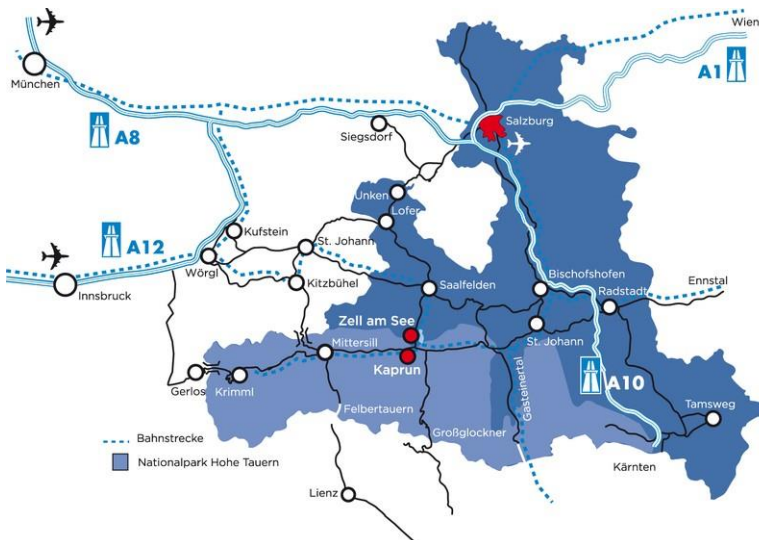 Wien
München
A1
A8
Siegsdorf
Salzburg
Unken
Lofer
Kufstein
A12
St. Johann
Wörgl
Kitzbühel
Saalfelden
Bischofshofen
Ennstal
Innsbruck
Radstadt
Zell am See
Mittersill
St. Johann
Kaprun
Gerlos
Krimml
A10
Gasteinertal
Felbertauern
Tamsweg
Großglockner
Bahnstrecke
Nationalpark Hohe Tauern
Kärnten
Lienz